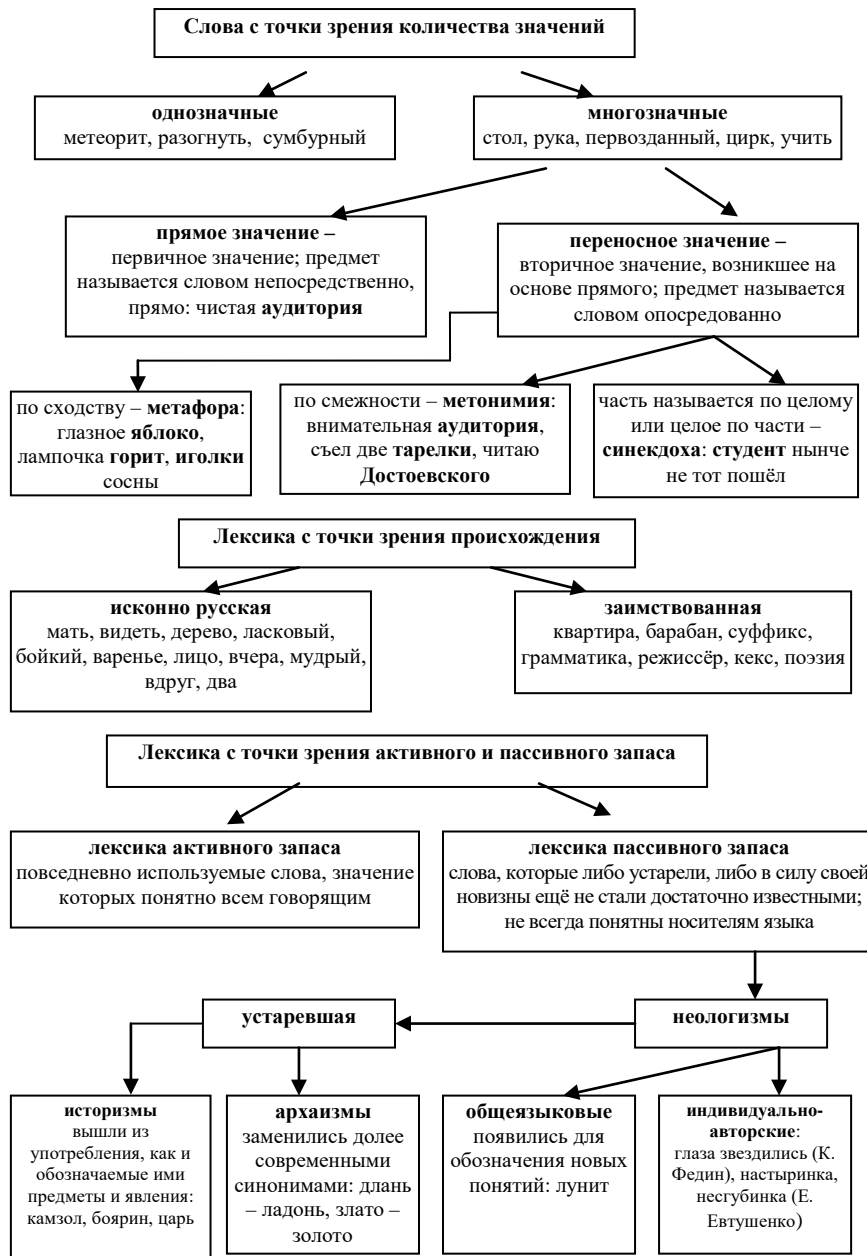 Слова с точки зрения количества значений
однозначные
метеорит, разогнуть, сумбурный
многозначные
стол, рука, первозданный, цирк, учить
прямое значение –
первичное значение; предмет
называется словом непосредственно,
прямо: чистая аудитория
переносное значение –
вторичное значение, возникшее на
основе прямого; предмет называется
словом опосредованно
по сходству – метафора:
глазное яблоко,
лампочка горит, иголки
сосны
по смежности – метонимия:
внимательная аудитория,
съел две тарелки, читаю
Достоевского
часть называется по целому
или целое по части –
синекдоха: студент нынче
не тот пошёл
Лексика с точки зрения происхождения
исконно русская
мать, видеть, дерево, ласковый,
бойкий, варенье, лицо, вчера, мудрый,
вдруг, два
заимствованная
квартира, барабан, суффикс,
грамматика, режиссёр, кекс, поэзия
Лексика с точки зрения активного и пассивного запаса
лексика активного запаса
повседневно используемые слова, значение
которых понятно всем говорящим
лексика пассивного запаса
слова, которые либо устарели, либо в силу своей
новизны ещё не стали достаточно известными;
не всегда понятны носителям языка
устаревшая
неологизмы
историзмы
вышли из
употребления, как и
обозначаемые ими
предметы и явления:
камзол, боярин, царь
архаизмы
заменились долее
современными
синонимами: длань
– ладонь, злато –
золото
общеязыковые
появились для
обозначения новых
понятий: лунит
индивидуально-
авторские:
глаза звездились (К.
Федин), настыринка,
несгубинка (Е.
Евтушенко)